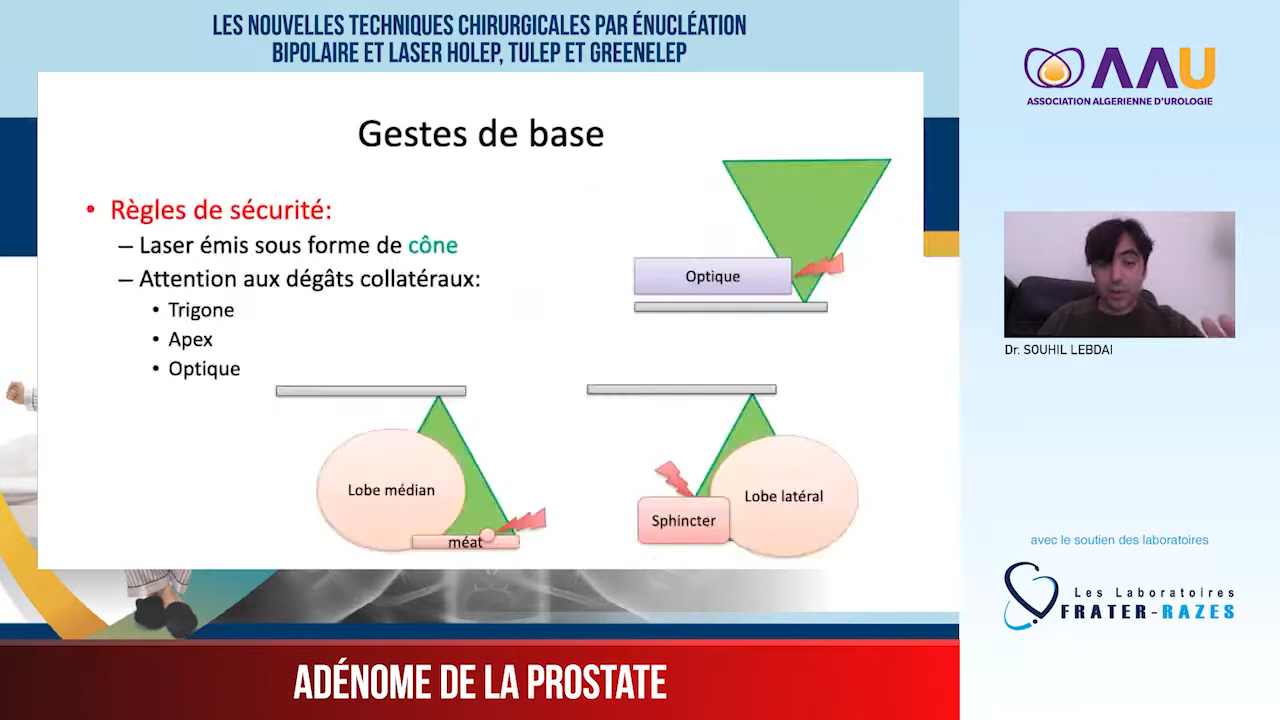 LES NOUVELLES TECHNIQUES CHIRURGICALES PAR ÉNUCLÉATION
BIPOLAIRE ET LASER HOLEP, TULEP ET GREENELEP
Gestes de base
• Règles de sécurité:
– Laser émis sous forme de cône
– Attention aux dégâts collatéraux:
• Trigone
• Apex
• Optique
Optique
Lobe médian
méat
Sphincter
Lobe latéral
ADÉNOME DE LA PROSTATE
AAU
ASSOCIATION ALGERIENNE D'UROLOGIE
Dr. SOUHIL LEBDAI
avec le soutien des laboratoires
Les Laboratoires
FRATER-RAZES